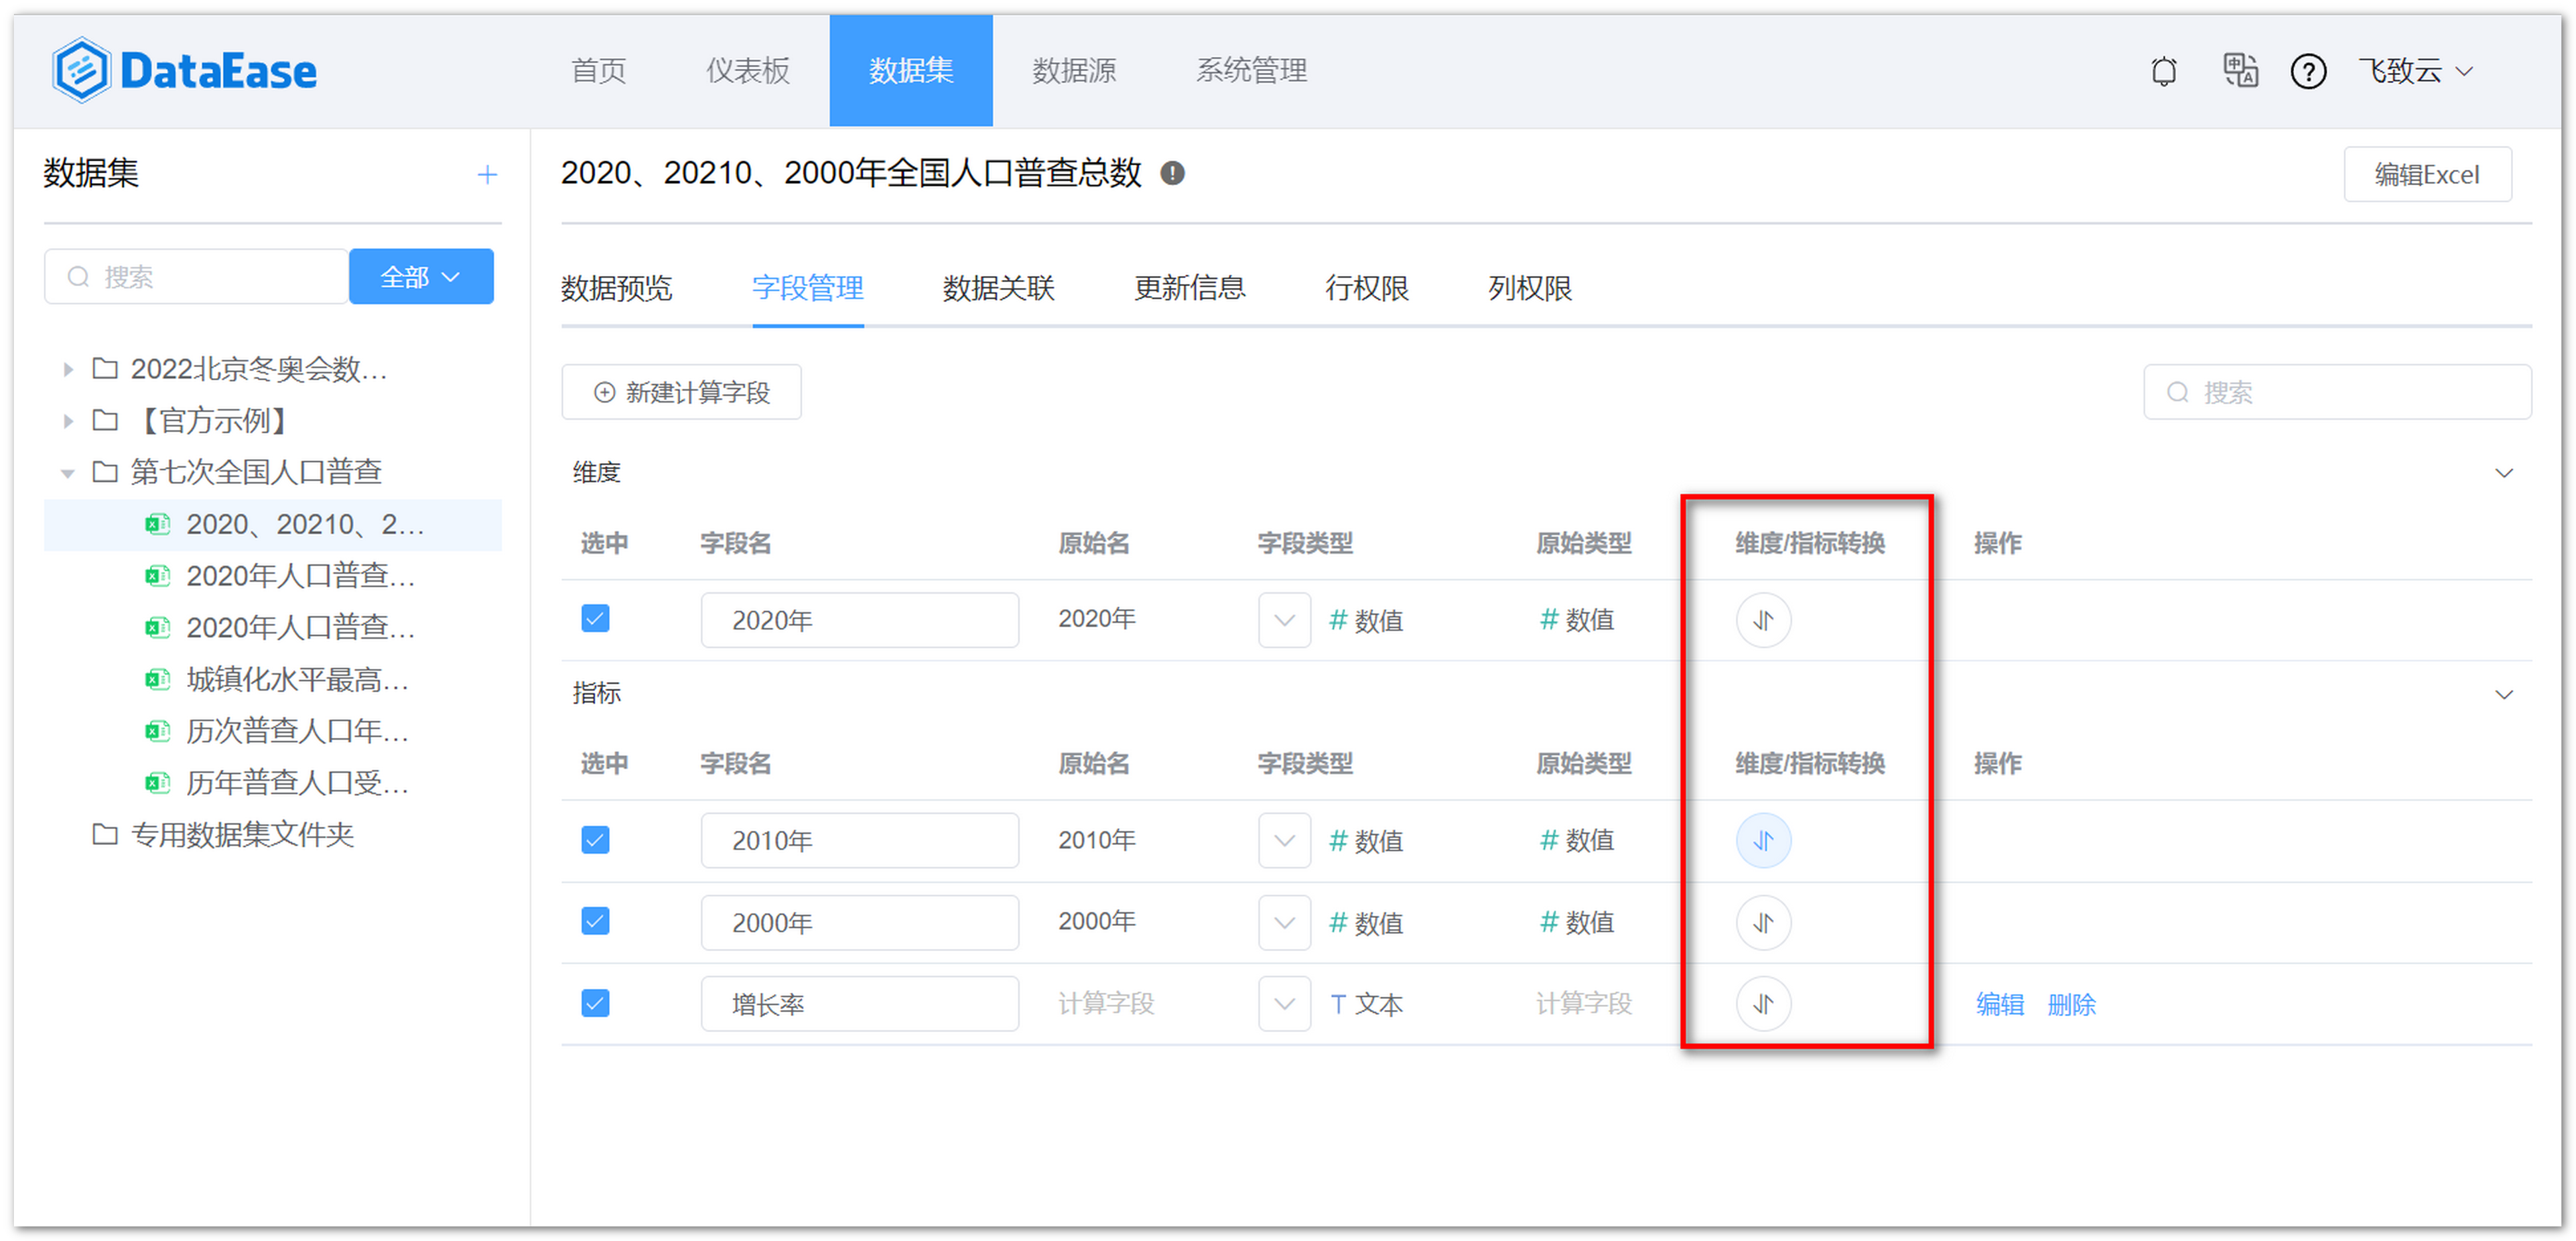 DataEase
首页
仪表板
数据集
数据源
系统管理
飞致云
数据集
搜索
全部
2022北京冬奥会数...
【官方示例】
第七次全国人口普查
2020、20210、2...
2020年人口普查...
2020年人口普查...
城镇化水平最高...
历次普查人口年...
历年普查人口受...
专用数据集文件夹
2020、20210、2000年全国人口普查总数
编辑Excel
数据预览 字段管理 数据关联 更新信息 行权限 列权限
新建计算字段
搜索
维度
选中 字段名 原始名 字段类型 原始类型 维度/指标转换 操作
2020年 2020年 # 数值 # 数值
指标
选中 字段名 原始名 字段类型 原始类型 维度/指标转换 操作
2010年 2010年 # 数值 # 数值
2000年 2000年 # 数值 # 数值
增长率 计算字段 T 文本 计算字段 编辑 删除